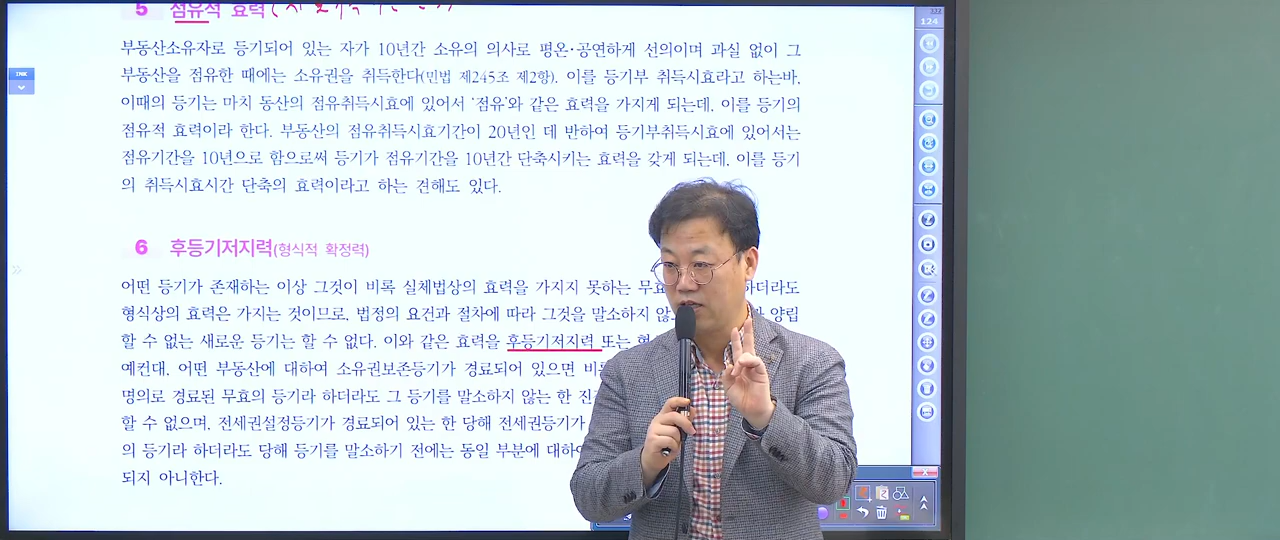 5 점유적 효력
부동산소유자로 등기되어 있는 자가 10년간 소유의 의사로 평온·공연하게 선의이며 과실 없이 그
부동산을 점유한 때에는 소유권을 취득한다(민법 제245조 제2항). 이를 등기부 취득시효라고 하는바,
이때의 등기는 마치 동산의 점유취득시효에 있어서 '점유'와 같은 효력을 가지게 되는데, 이를 등기의
점유적 효력이라 한다. 부동산의 점유취득시효기간이 20년인 데 반하여 등기부취득시효에 있어서는
점유기간을 10년으로 함으로써 등기가 점유기간을 10년간 단축시키는 효력을 갖게 되는데, 이를 등기
의 취득시효시간 단축의 효력이라고 하는 견해도 있다.
6 후등기저지력(형식적 확정력)
어떤 등기가 존재하는 이상 그것이 비록 실체법상의 효력을 가지지 못하는 하더라도
형식상의 효력은 가지는 것이므로, 법정의 요건과 절차에 따라 그것을 말소하지 양립
할 수 없는 새로운 등기는 할 수 없다. 이와 같은 효력을 후등기저지력 또는
예컨대, 어떤 부동산에 대하여 소유권보존등기가 경료되어 있으면
명의로 경료된 무효의 등기라 하더라도 그 등기를 말소하지 않는 한
할 수 없으며, 전세권설정등기가 경료되어 있는 한 당해 전세권등기가
의 등기라 하더라도 당해 등기를 말소하기 전에는 동일 부분에
되지 아니한다.
INK
124